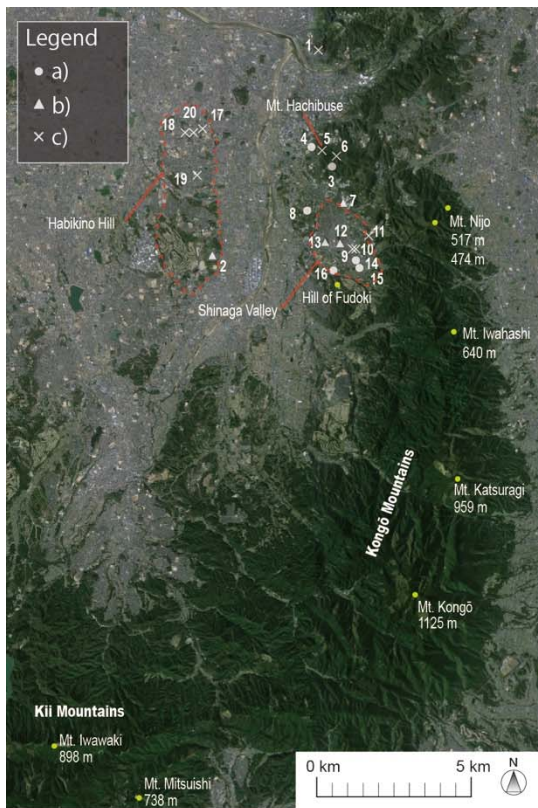 Legend
a)
b)
c)
1
Mt. Hachibuse
20
17
18
4
5
6
3
19
7
Habikino Hill
8
Mt. Nijo
517 m
474 m
11
12
13
10
9
2
14
16
15
Shinaga Valley
Hill of Fudoki
Mt. Iwahashi
640 m
Kongō Mountains
Mt. Katsuragi
959 m
Mt. Kongō
1125 m
Kii Mountains
Mt. Iwawaki
898 m
Mt. Mitsuishi
738 m
0 km
5 km
N